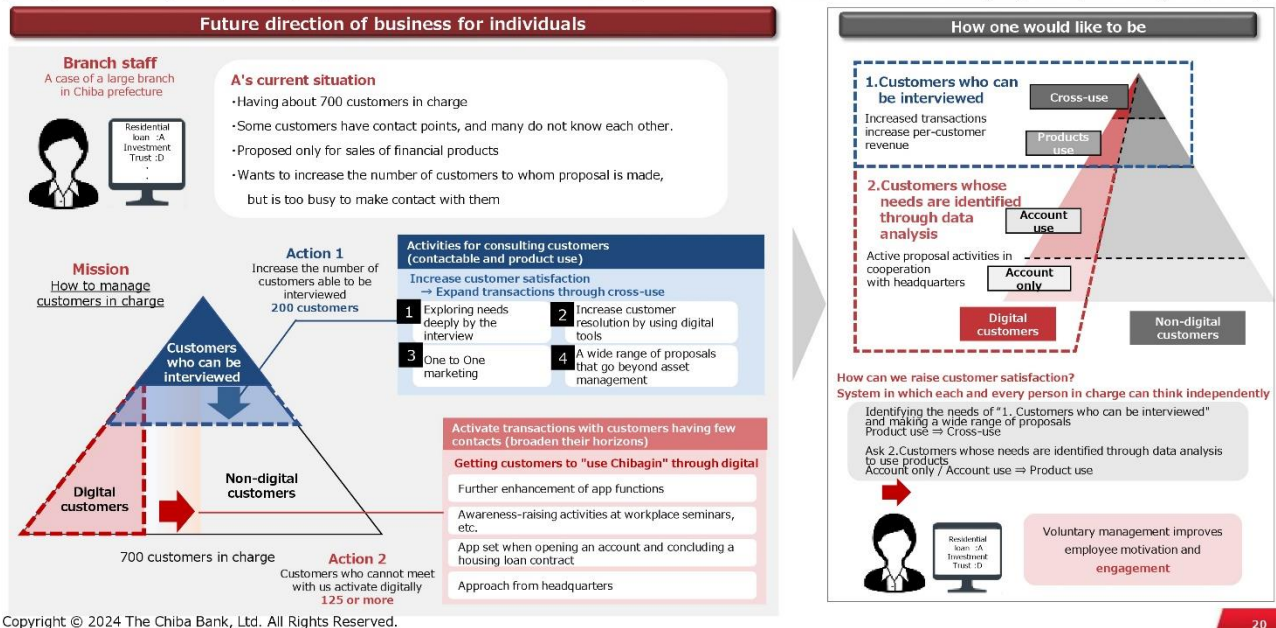 Future direction of business for individuals
Branch staff
A case of a large branch
in Chiba prefecture
Residential
loan :A
Investment
Trust :D
.
.
A's current situation
・Having about 700 customers in charge
・Some customers have contact points, and many do not know each other.
・Proposed only for sales of financial products
・Wants to increase the number of customers to whom proposal is made,
but is too busy to make contact with them
Mission
How to manage
customers in charge
Action 1
Increase the number of
customers able to be
interviewed
200 customers
Customers
who can be
interviewed
Digital
customers
Non-digital
customers
700 customers in charge
Action 2
Customers who cannot meet
with us activate digitally
125 or more
Activities for consulting customers
(contactable and product use)
Increase customer satisfaction
→ Expand transactions through cross-use
1 Exploring needs
deeply by the
interview
2 Increase customer
resolution by using digital
tools
3 One to One
marketing
4 A wide range of proposals
that go beyond asset
management
Activate transactions with customers having few
contacts (broaden their horizons)
Getting customers to "use Chibagin" through digital
Further enhancement of app functions
Awareness-raising activities at workplace seminars,
etc.
App set when opening an account and concluding a
housing loan contract
Approach from headquarters
How one would like to be
1.Customers who can
be interviewed
Increased transactions
increase per-customer
revenue
Cross-use
Products
use
2.Customers whose
needs are identified
through data
analysis
Active proposal activities in
cooperation
with headquarters
Account
use
Account
only
Digital
customers
Non-digital
customers
How can we raise customer satisfaction?
System in which each and every person in charge can think independently
Identifying the needs of "1. Customers who can be interviewed"
and making a wide range of proposals
Product use ⇒ Cross-use
Ask 2.Customers whose needs are identified through data analysis
to use products
Account only / Account use ⇒ Product use
Residential
loan :A
Investment
Trust :D
Voluntary management improves
employee motivation and
engagement
Copyright © 2024 The Chiba Bank, Ltd. All Rights Reserved.
20